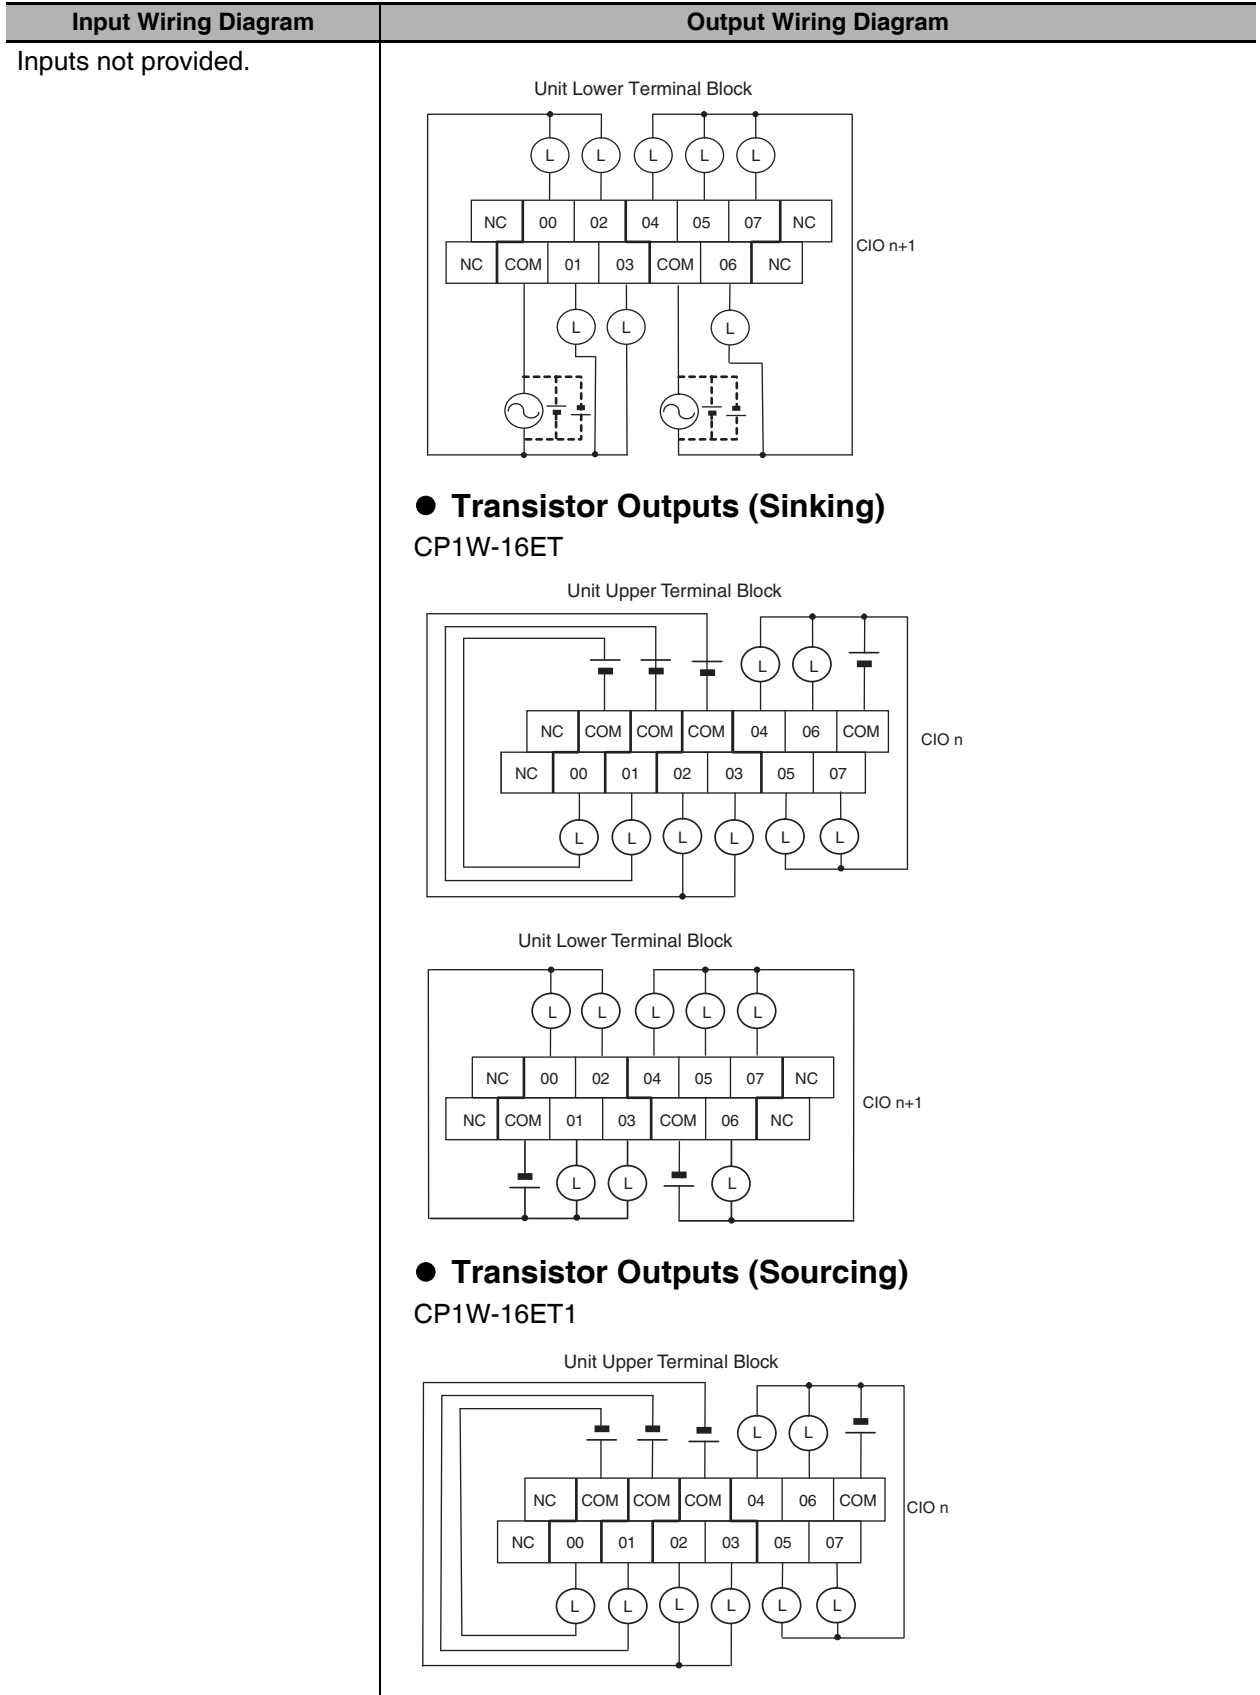 Input Wiring Diagram Output Wiring Diagram
Inputs not provided.
Unit Lower Terminal Block
L L L L L
NC 00 02 04 05 07 NC
CIO n+1
NC COM 01 03 COM 06 NC
L L L
● Transistor Outputs (Sinking)
CP1W-16ET
Unit Upper Terminal Block
L L
NC COM COM COM 04 06 COM
CIO n
NC 00 01 02 03 05 07
L L L L L L
Unit Lower Terminal Block
L L L L L
NC 00 02 04 05 07 NC
CIO n+1
NC COM 01 03 COM 06 NC
L L L
● Transistor Outputs (Sourcing)
CP1W-16ET1
Unit Upper Terminal Block
L L
NC COM COM COM 04 06 COM
CIO n
NC 00 01 02 03 05 07
L L L L L L